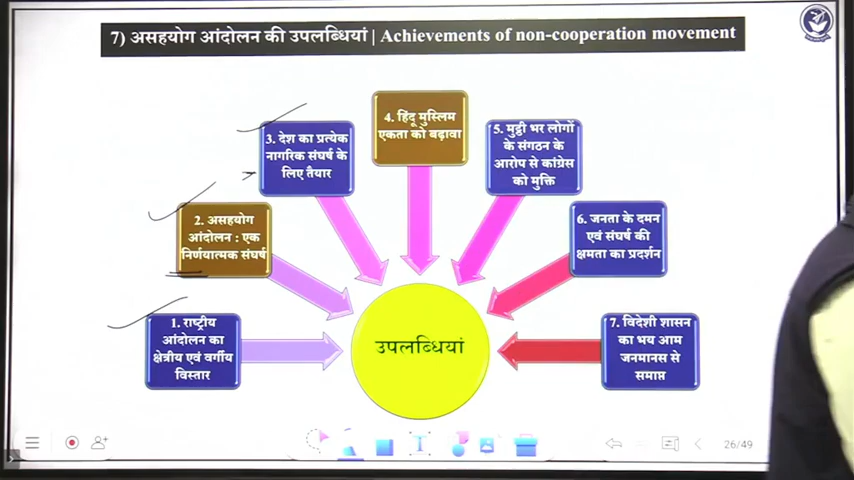 7) असहयोग आंदोलन की उपलब्धियां | Achievements of non-cooperation movement
1. राष्ट्रीय
आंदोलन का
क्षेत्रीय एवं वर्गीय
विस्तार
2. असहयोग
आंदोलन : एक
निर्णयात्मक संघर्ष
3. देश का प्रत्येक
नागरिक संघर्ष के
लिए तैयार
4. हिंदू मुस्लिम
एकता को बढ़ावा
5. मुट्ठी भर लोगों
के संगठन के
आरोप से कांग्रेस
को मुक्ति
6. जनता के दमन
एवं संघर्ष की
क्षमता का प्रदर्शन
7. विदेशी शासन
का भय आम
जनमानस से
समाप्त
उपलब्धियां
26/49